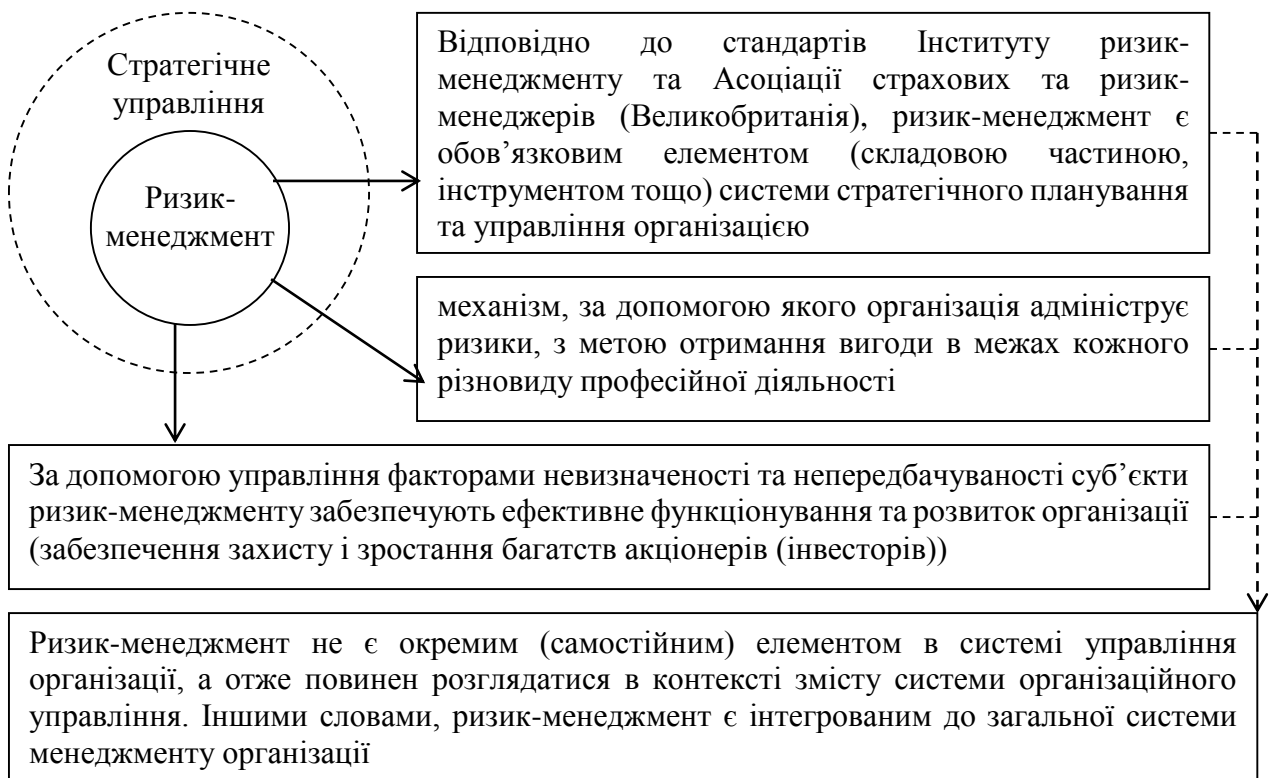 Стратегічне
управління
Ризик-
менеджмент
Відповідно до стандартів Інституту ризик-
менеджменту та Асоціації страхових та ризик-
менеджерів (Великобританія), ризик-менеджмент є
обов’язковим елементом (складовою частиною,
інструментом тощо) системи стратегічного планування
та управління організацією
механізм, за допомогою якого організація адмініструє
ризики, з метою отримання вигоди в межах кожного
різновиду професійної діяльності
За допомогою управління факторами невизначеності та непередбачуваності суб’єкти
ризик-менеджменту забезпечують ефективне функціонування та розвиток організації
(забезпечення захисту і зростання багатств акціонерів (інвесторів))
Ризик-менеджмент не є окремим (самостійним) елементом в системі управління
організації, а отже повинен розглядатися в контексті змісту системи організаційного
управління. Іншими словами, ризик-менеджмент є інтегрованим до загальної системи
менеджменту організації